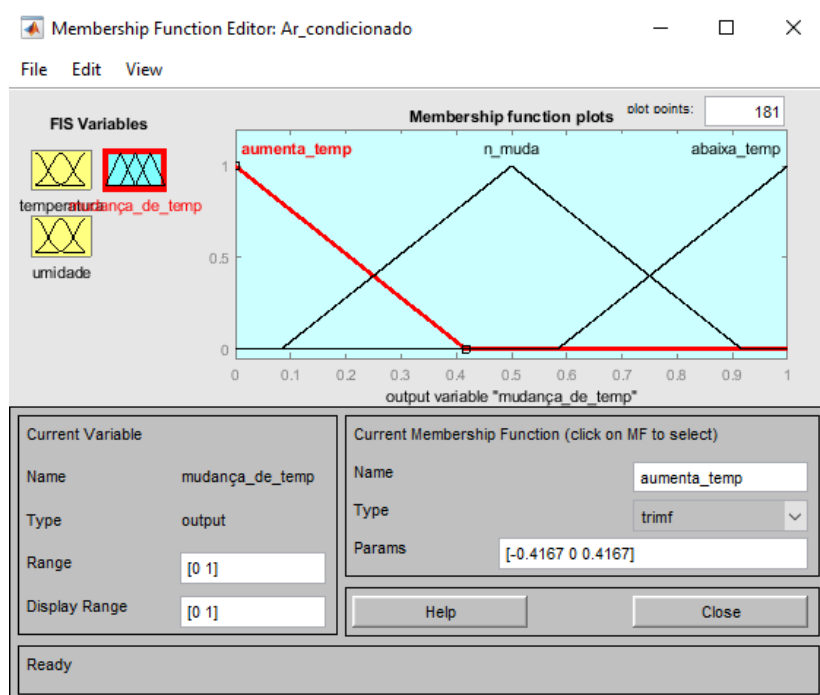 Membership Function Editor: Ar_condicionado
File Edit View
FIS Variables
temperatura
mudança_de_temp
umidade
Membership function plots
plot points: 181
aumenta_temp n_muda abaixa_temp
1
0.5
0
0 0.1 0.2 0.3 0.4 0.5 0.6 0.7 0.8 0.9 1
output variable "mudança_de_temp"
Current Variable
Name mudança_de_temp
Type output
Range [0 1]
Display Range [0 1]
Current Membership Function (click on MF to select)
Name aumenta_temp
Type trimf
Params [-0.4167 0 0.4167]
Help Close
Ready